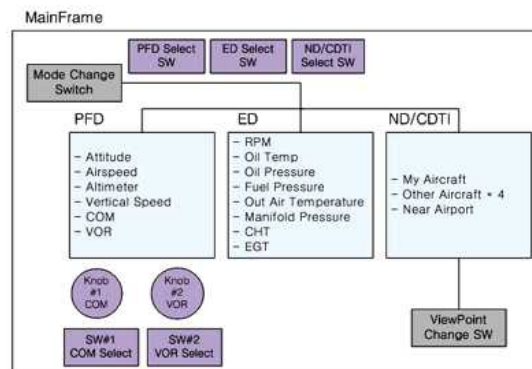 MainFrame
PFD Select
SW
ED Select
SW
ND/CDTI
Select SW
Mode Change
Switch
PFD
- Attitude
- Airspeed
- Altimeter
- Vertical Speed
- COM
- VOR
ED
- RPM
- Oil Temp
- Oil Pressure
- Fuel Pressure
- Out Air Temperature
- Manifold Pressure
- CHT
- EGT
ND/CDTI
- My Aircraft
- Other Aircraft * 4
- Near Airport
Knob
#1
COM
Knob
#2
VOR
SW#1
COM Select
SW#2
VOR Select
ViewPoint
Change SW